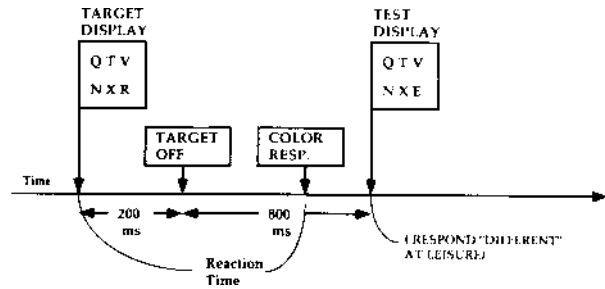 TARGET
DISPLAY
Q T V
N X R
TEST
DISPLAY
Q T V
N X E
TARGET
OFF
COLOR
RESP.
Time
200
ms
800
ms
Reaction
Time
( RESPOND "DIFFERENT"
AT LEISURE)